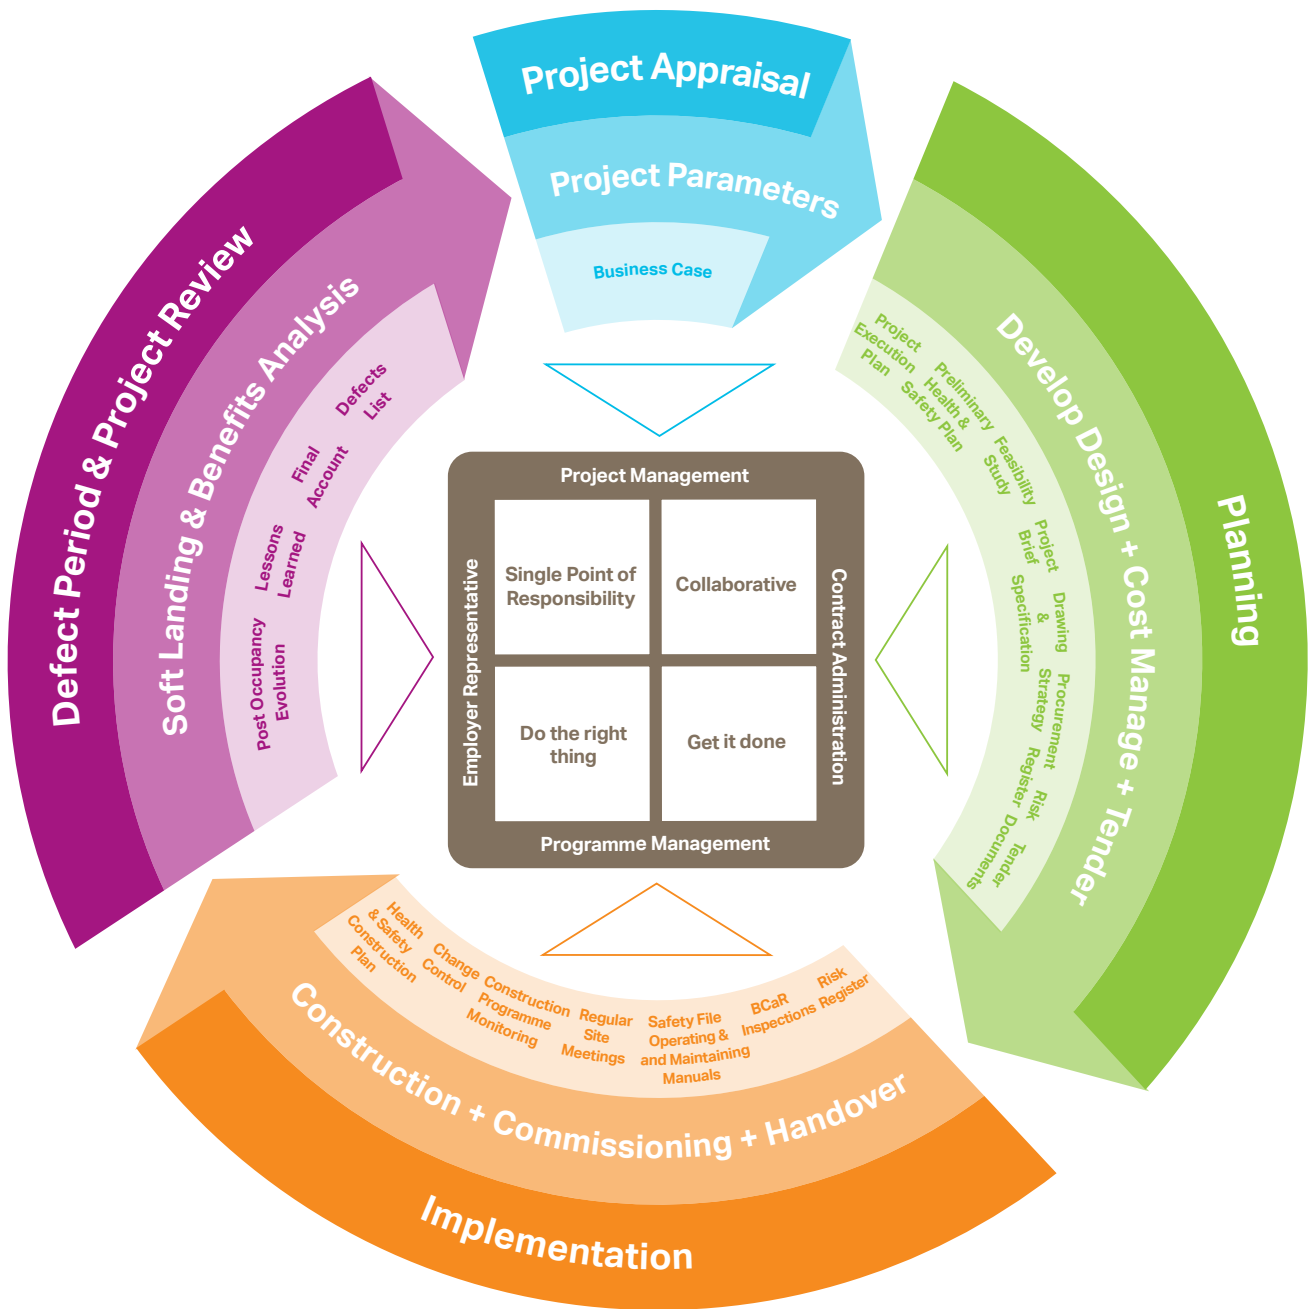 Project Appraisal
Project Parameters
Business Case
Planning
Develop Design + Cost Manage + Tender
Project
Execution
Plan
Preliminary
Health &
Safety Plan
Feasibility
Study
Project
Brief
Drawing
&
Specification
Procurement
Strategy
Risk
Register
Tender
Documents
Implementation
Construction + Commissioning + Handover
Risk
Register
BCaR
Inspections
Safety File
Operating &
and Maintaining
Manuals
Regular
Site
Meetings
Construction
Programme
Monitoring
Change
Control
Health
& Safety
Construction
Plan
Defect Period & Project Review
Soft Landing & Benefits Analysis
Post Occupancy
Evolution
Lessons
Learned
Final
Account
Defects
List
Project Management
Employer Representative
Contract Administration
Programme Management
Single Point of
Responsibility
Collaborative
Do the right
thing
Get it done